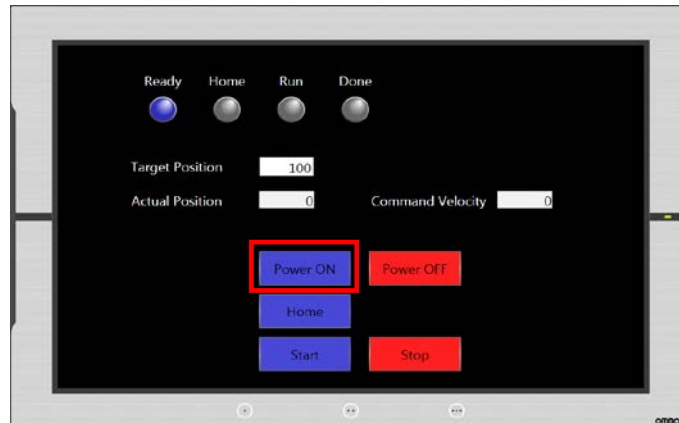 Ready Home Run Done
Target Position 100
Actual Position 0 Command Velocity 0
Power ON Power OFF
Home
Start Stop